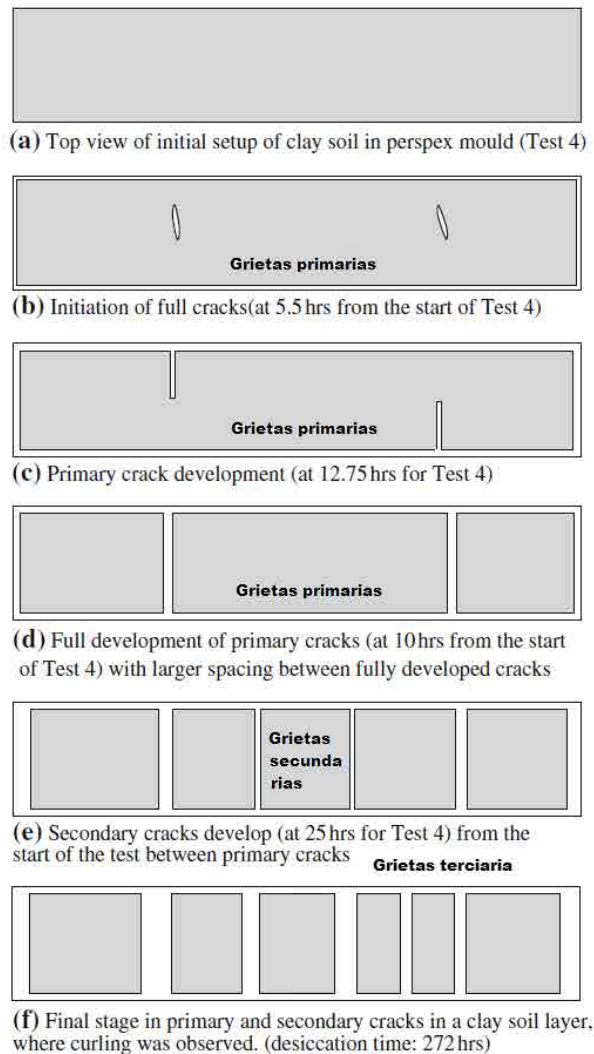 (a) Top view of initial setup of clay soil in perspex mould (Test 4)
Grietas primarias
(b) Initiation of full cracks(at 5.5 hrs from the start of Test 4)
Grietas primarias
(c) Primary crack development (at 12.75 hrs for Test 4)
Grietas primarias
(d) Full development of primary cracks (at 10 hrs from the start
of Test 4) with larger spacing between fully developed cracks
Grietas
secunda
rias
(e) Secondary cracks develop (at 25 hrs for Test 4) from the
start of the test between primary cracks
Grietas terciaria
(f) Final stage in primary and secondary cracks in a clay soil layer,
where curling was observed. (desiccation time: 272 hrs)